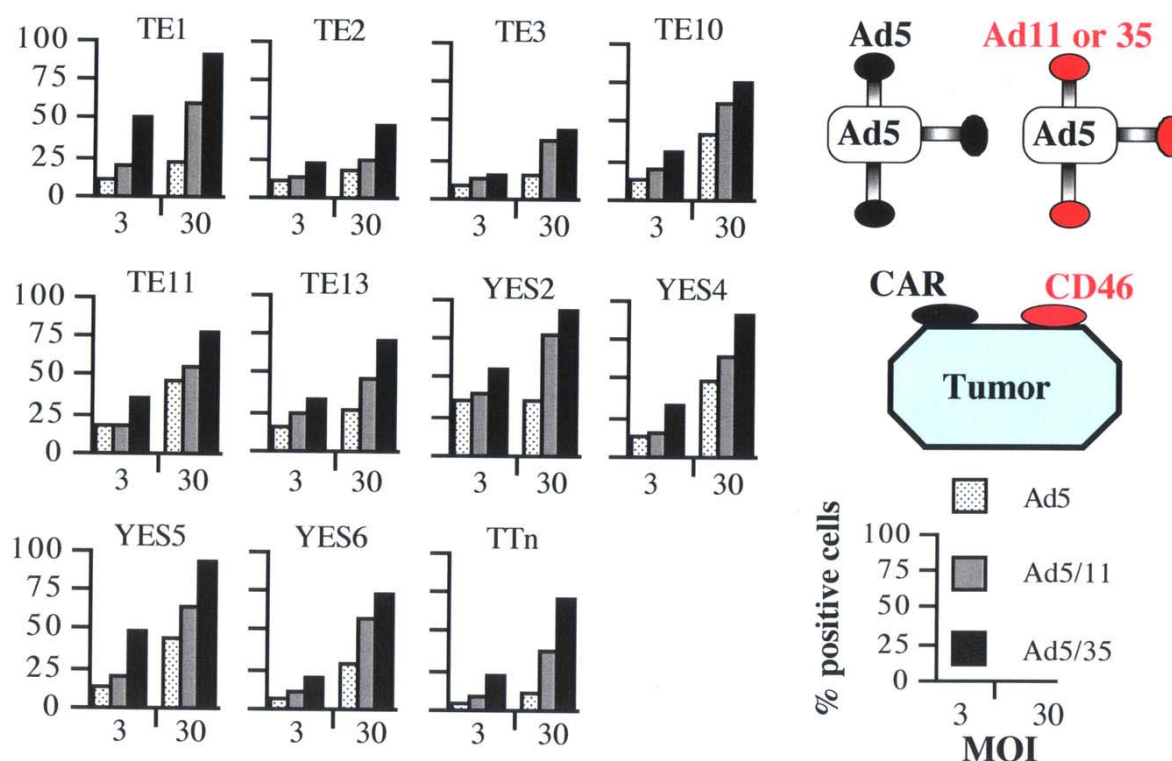 TE1 TE2 TE3 TE10
100
75
50
25
0
3 30 3 30 3 30 3 30
TE11 TE13 YES2 YES4
100
75
50
25
0
3 30 3 30 3 30 3 30
YES5 YES6 TTn
100
75
50
25
0
3 30 3 30 3 30
Ad5 Ad11 or 35
Ad5 Ad5
CAR CD46
Tumor
Ad5
Ad5/11
Ad5/35
% positive cells
100
75
50
25
0
3 30
MOI